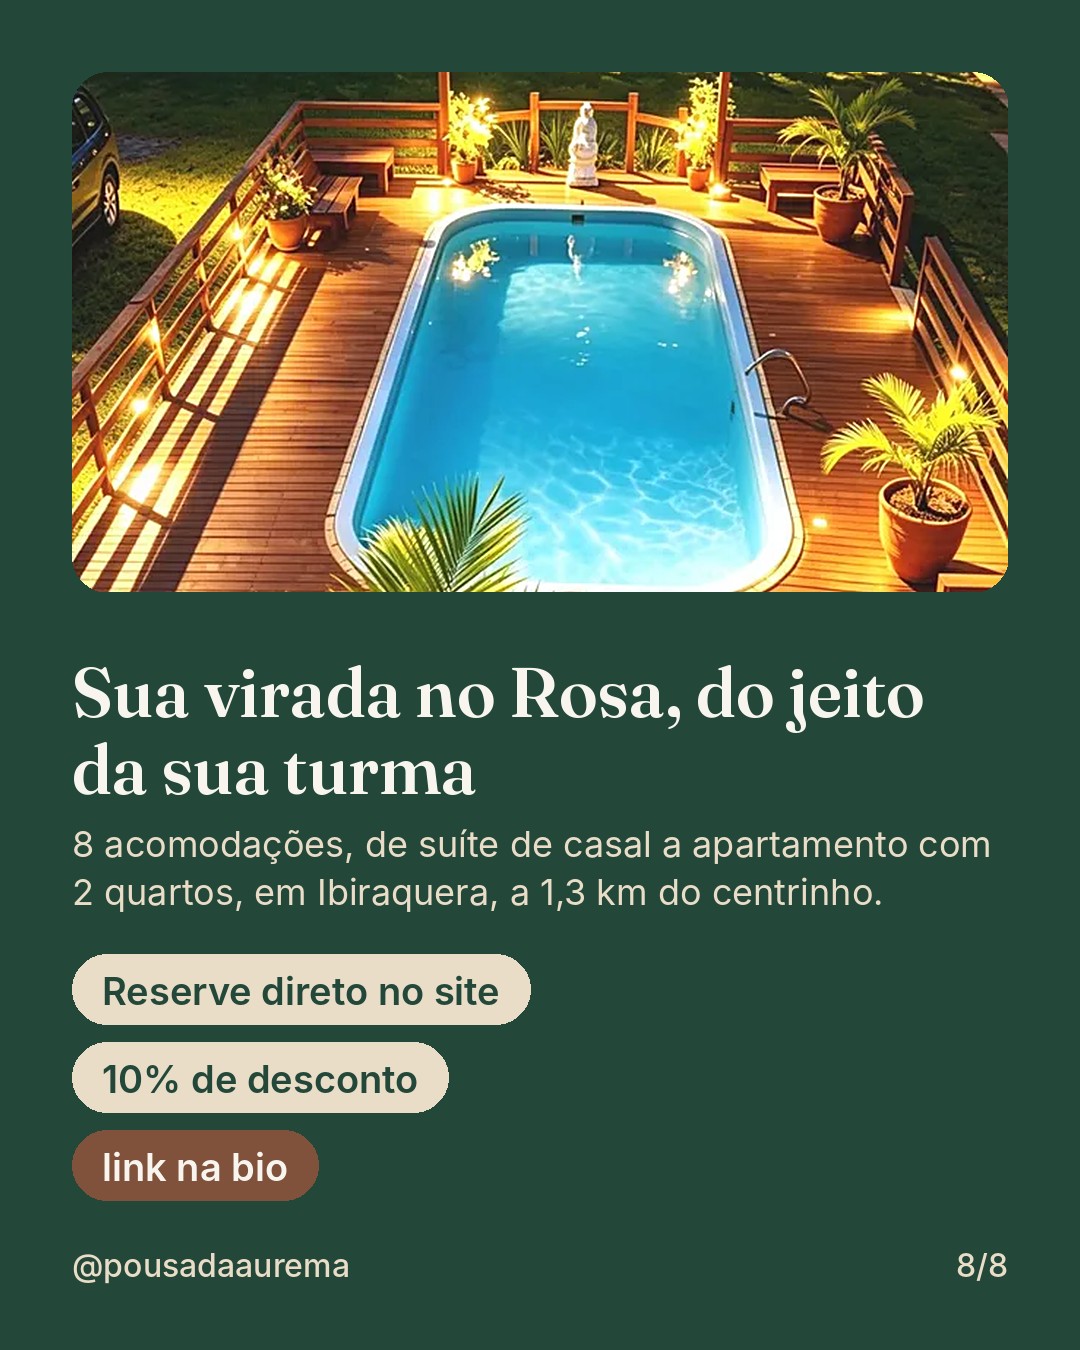 Sua virada no Rosa, do jeito
da sua turma
8 acomodações, de suíte de casal a apartamento com
2 quartos, em Ibiraquera, a 1,3 km do centrinho.
Reserve direto no site
10% de desconto
link na bio
@pousadaaurema
8/8